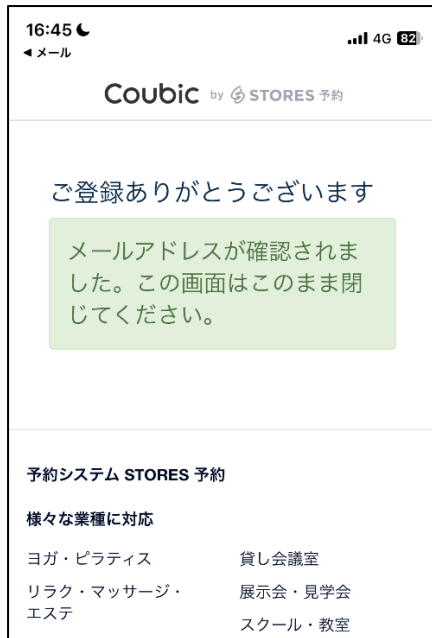 16:45
4G 82
◀ メール
Coubic by STORES 予約
ご登録ありがとうございます
メールアドレスが確認されま
した。この画面はこのまま閉
じてください。
予約システム STORES 予約
様々な業種に対応
ヨガ・ピラティス
貸し会議室
リラク・マッサージ・
エステ
展示会・見学会
スクール・教室